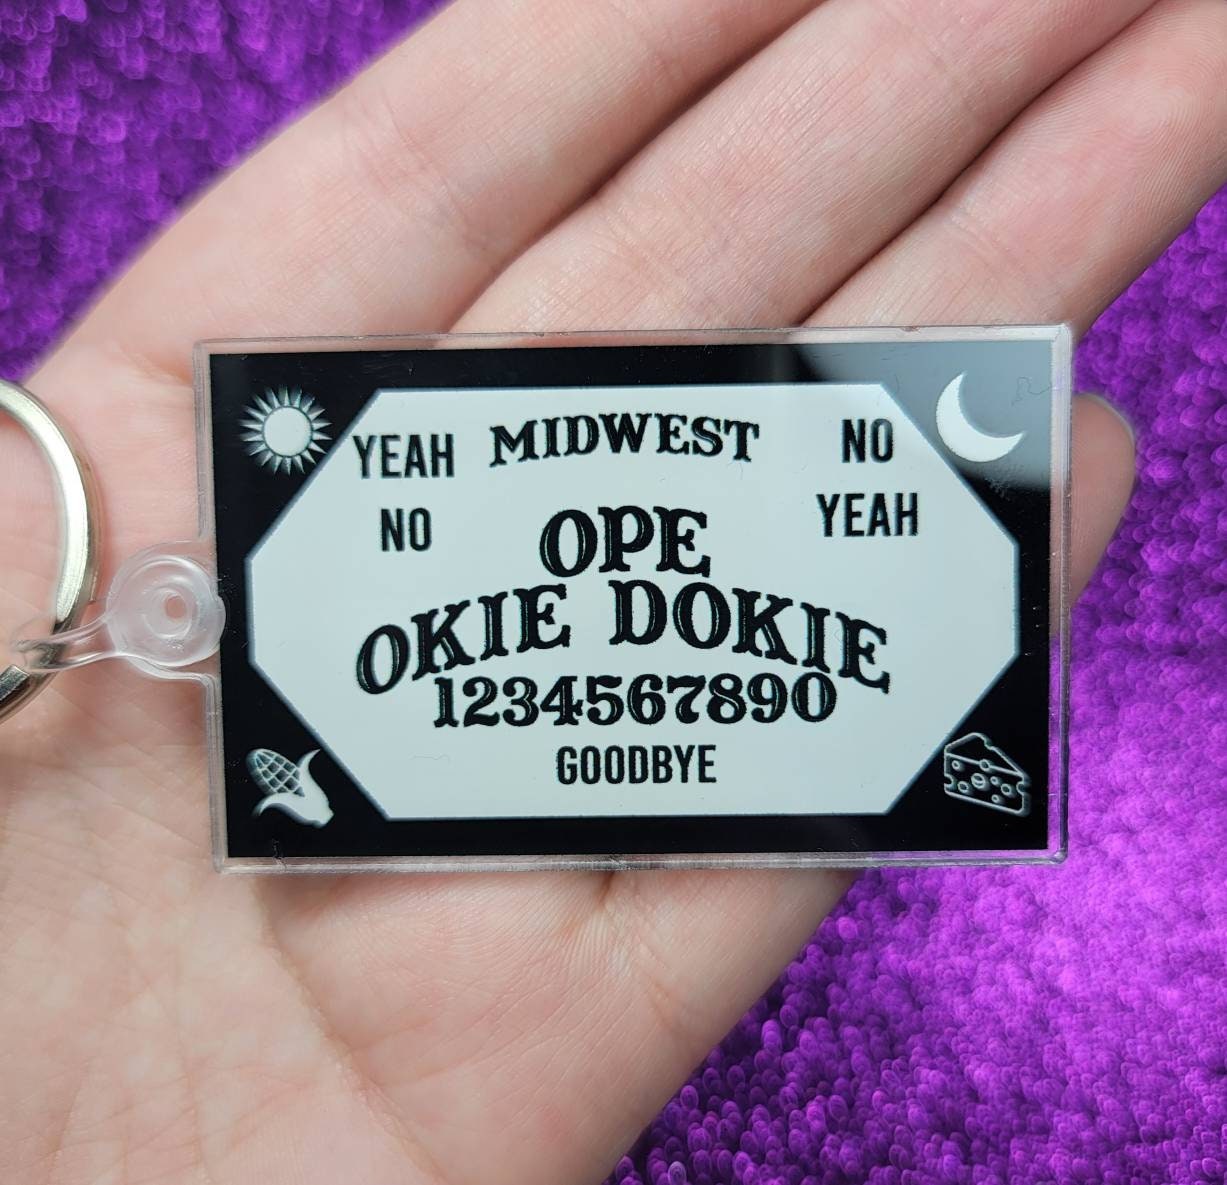 MIDWEST
YEAH
NO
NO
YEAH
OPE
OKIE DOKIE
1234567890
GOODBYE